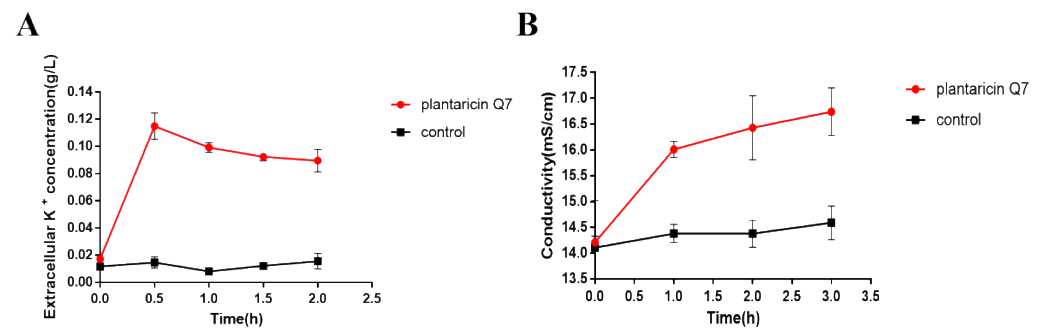 A
Extracellular K + concentration(g/L)
0.14
0.12
0.10
0.08
0.06
0.04
0.02
0.00
0.0 0.5 1.0 1.5 2.0 2.5
Time(h)
plantaricin Q7
control
B
Conductivity(mS/cm)
17.5
17.0
16.5
16.0
15.5
15.0
14.5
14.0
13.5
0.0 0.5 1.0 1.5 2.0 2.5 3.0 3.5
Time(h)
plantaricin Q7
control